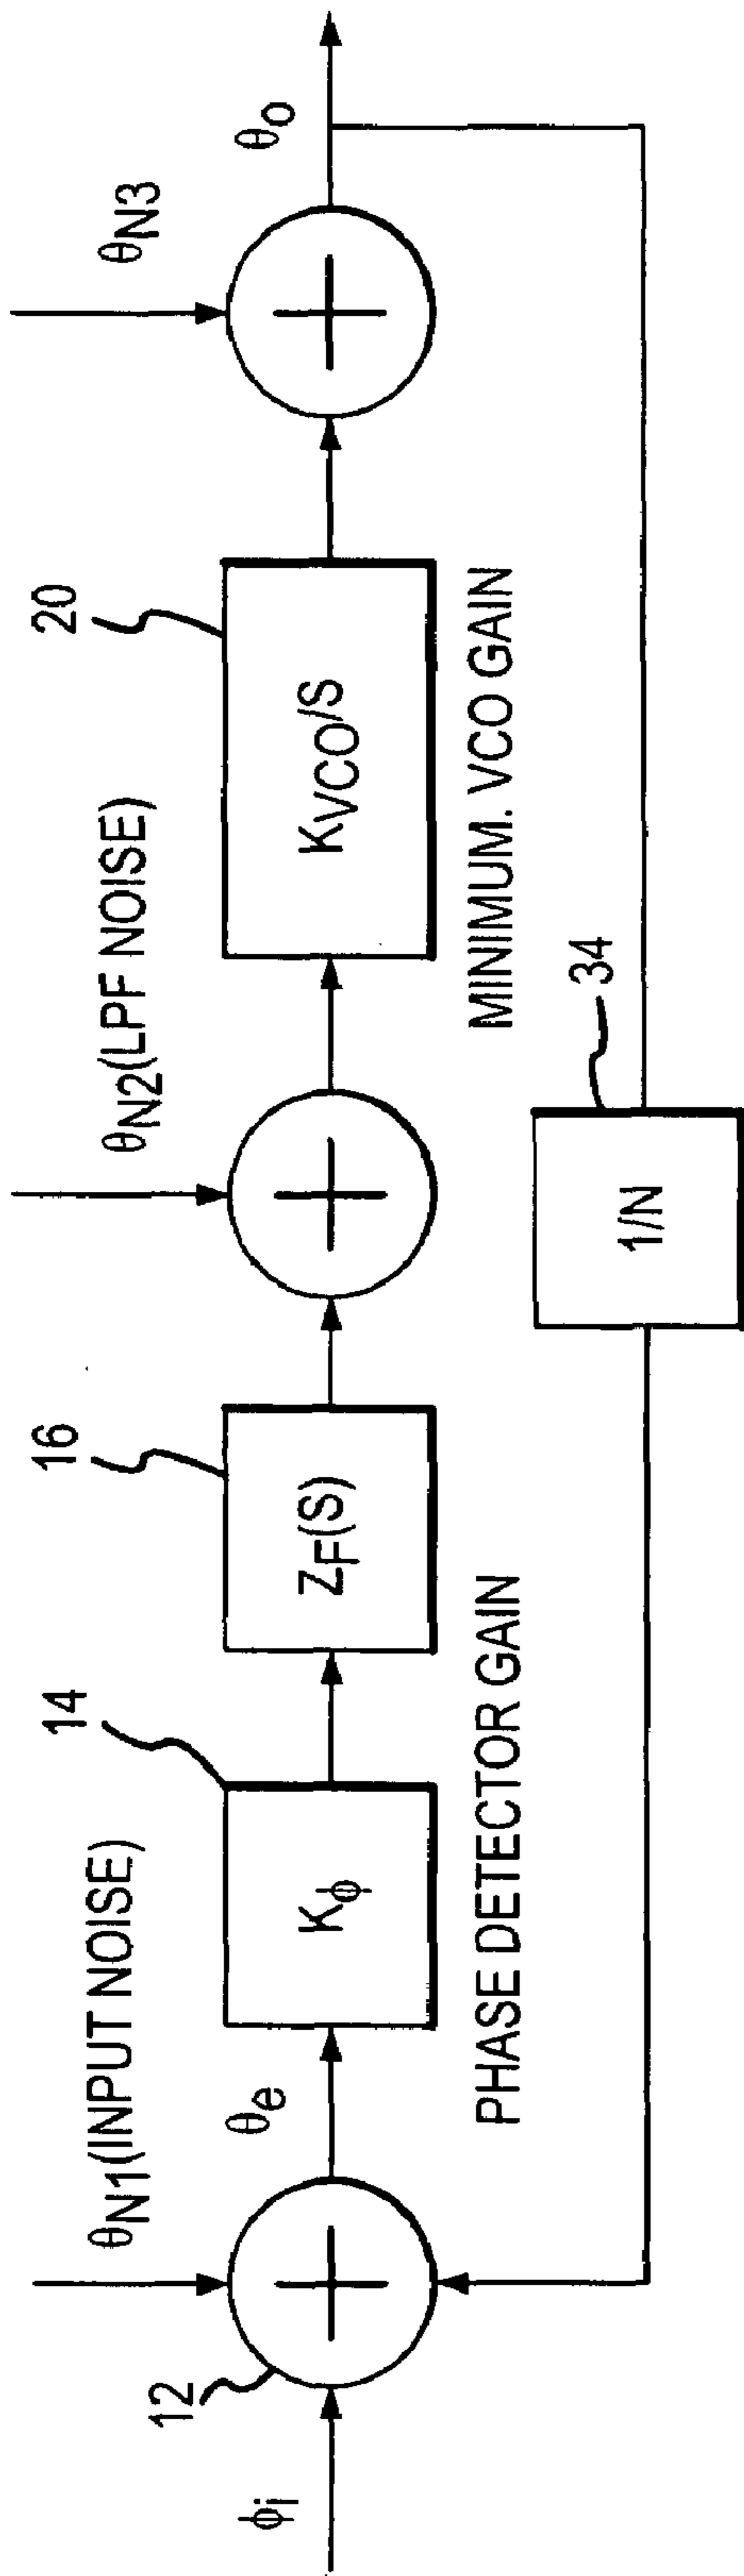 θN1(INPUT NOISE)
θN2(LPF NOISE)
θN3
12
14
16
20
ϕi
θe
Kϕ
ZF(S)
KVCO/S
θo
PHASE DETECTOR GAIN
MINIMUM. VCO GAIN
34
1/N